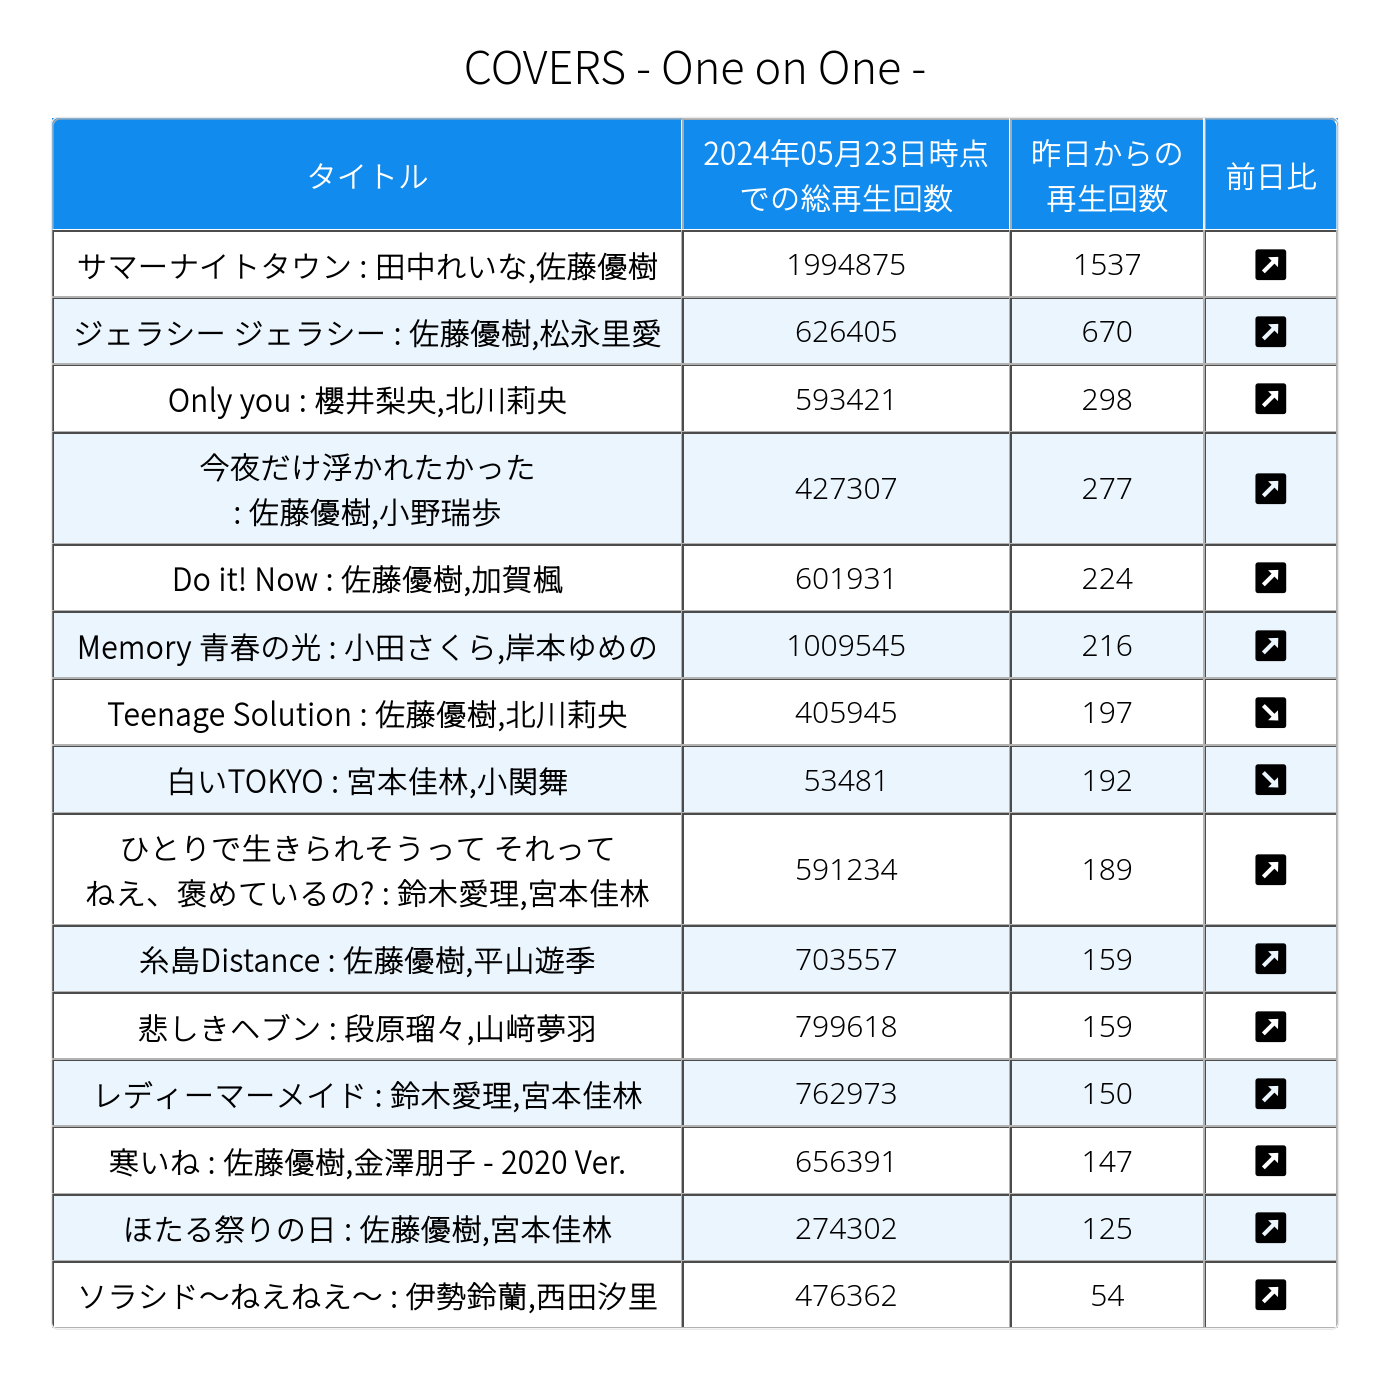 COVERS - One on One -
タイトル
2024年05月23日時点
での総再生回数
昨日からの
再生回数
前日比
サマーナイトタウン : 田中れいな,佐藤優樹
1994875
1537
ジェラシー ジェラシー : 佐藤優樹,松永里愛
626405
670
Only you : 櫻井梨央,北川莉央
593421
298
今夜だけ浮かれたかった
: 佐藤優樹,小野瑞歩
427307
277
Do it! Now : 佐藤優樹,加賀楓
601931
224
Memory 青春の光 : 小田さくら,岸本ゆめの
1009545
216
Teenage Solution : 佐藤優樹,北川莉央
405945
197
白いTOKYO : 宮本佳林,小関舞
53481
192
ひとりで生きられそうって それって
ねえ、褒めているの? : 鈴木愛理,宮本佳林
591234
189
糸島Distance : 佐藤優樹,平山遊季
703557
159
悲しきヘブン : 段原瑠々,山﨑夢羽
799618
159
レディーマーメイド : 鈴木愛理,宮本佳林
762973
150
寒いね : 佐藤優樹,金澤朋子 - 2020 Ver.
656391
147
ほたる祭りの日 : 佐藤優樹,宮本佳林
274302
125
ソラシド～ねえねえ～ : 伊勢鈴蘭,西田汐里
476362
54